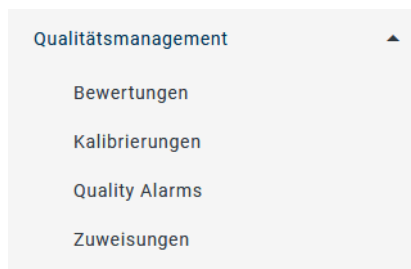 Qualitätsmanagement
Bewertungen
Kalibrierungen
Quality Alarms
Zuweisungen